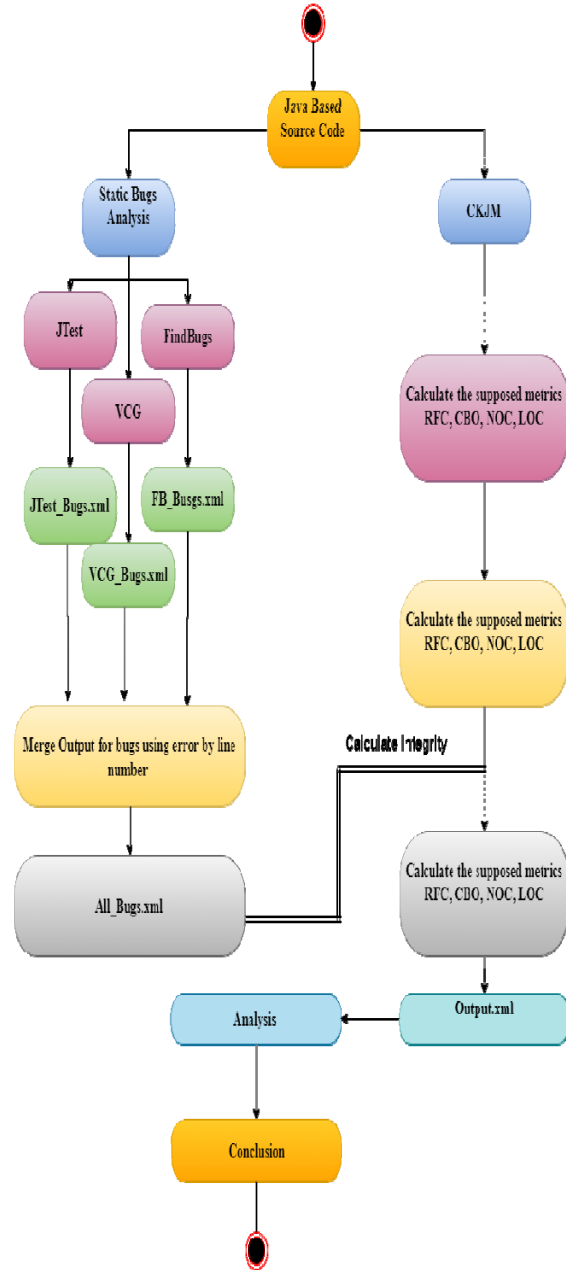 Java Based
Source Code
Static Bugs
Analysis
CKJM
JTest
FindBugs
VCG
Calculate the supposed metrics
RFC, CBO, NOC, LOC
JTest_Bugs.xml
FB_Busgs.xml
VCG_Bugs.xml
Calculate the supposed metrics
RFC, CBO, NOC, LOC
Merge Output for bugs using error by line
number
Calculate Integrity
All_Bugs.xml
Calculate the supposed metrics
RFC, CBO, NOC, LOC
Output.xml
Analysis
Conclusion